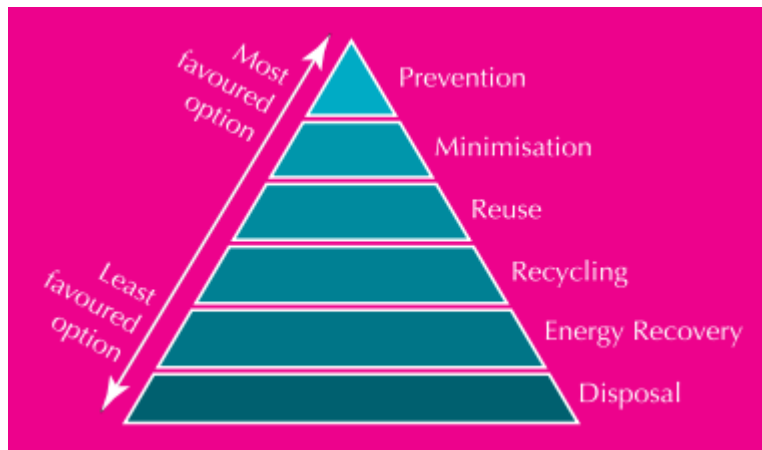 Most
favoured
option
Prevention
Minimisation
Reuse
Recycling
Least
favoured
option
Energy Recovery
Disposal